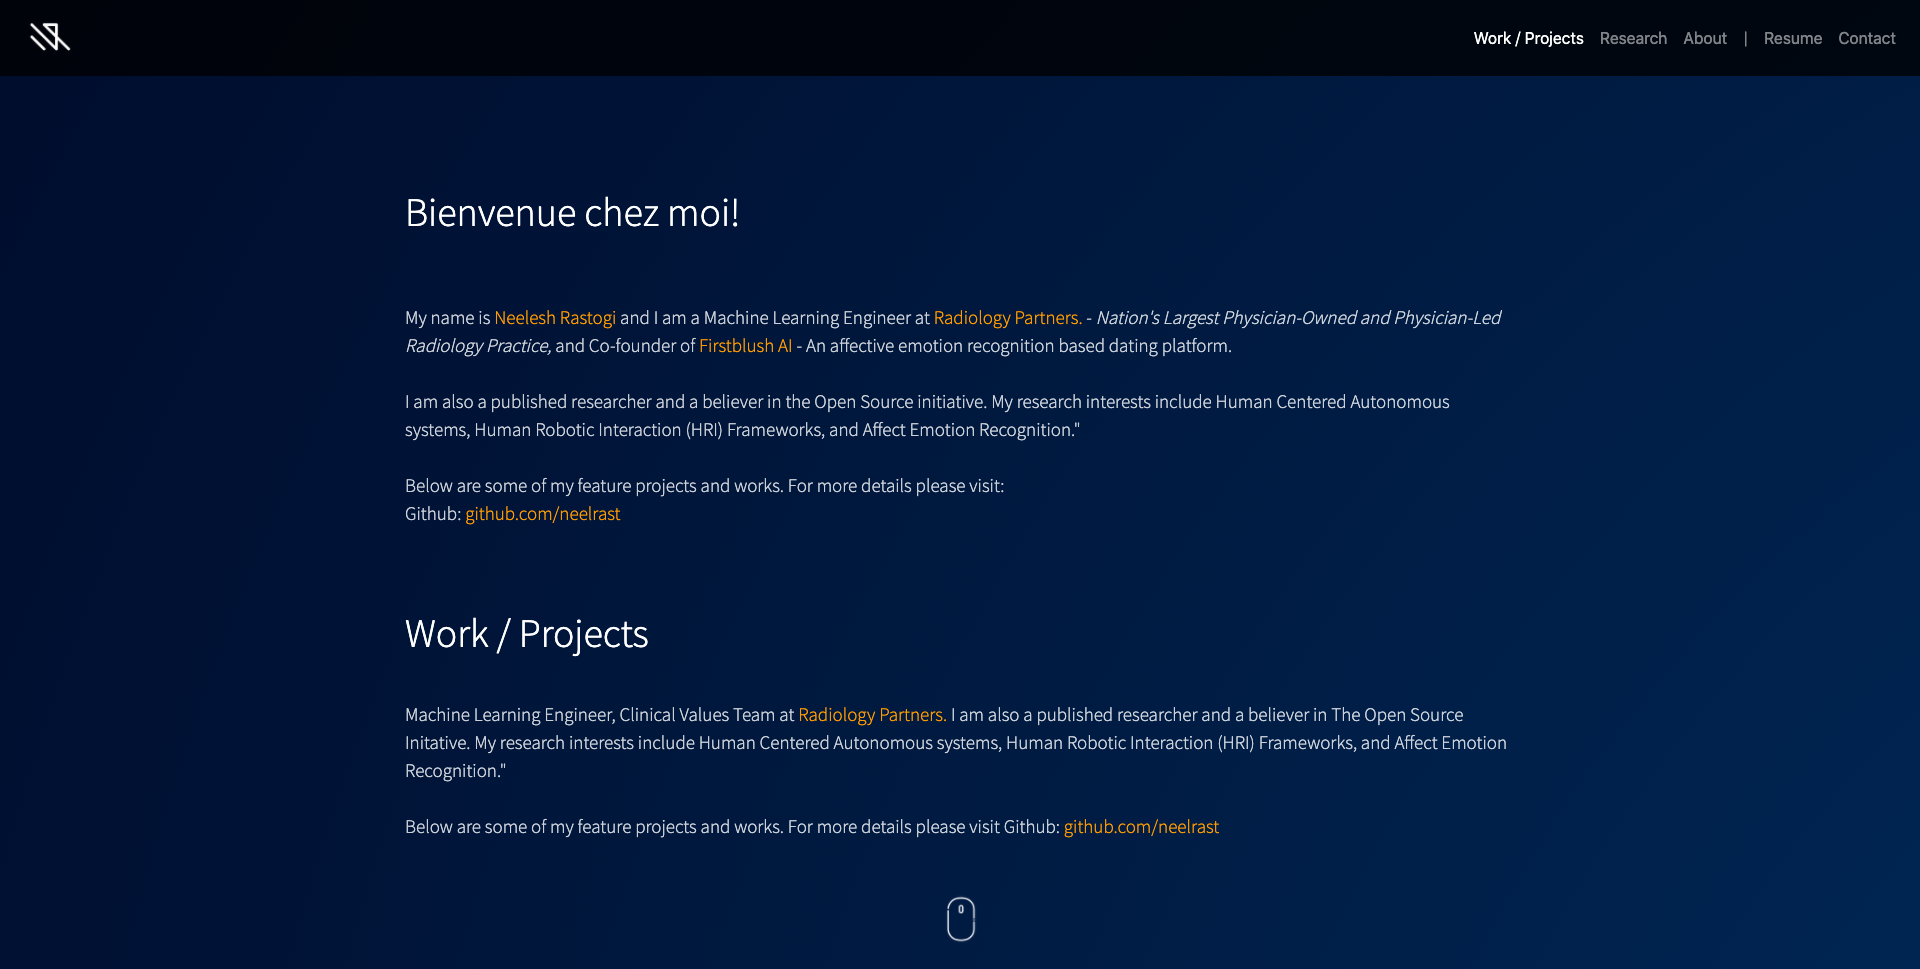 Work / Projects Research About | Resume Contact
Bienvenue chez moi!
My name is Neelesh Rastogi and I am a Machine Learning Engineer at Radiology Partners. - Nation's Largest Physician-Owned and Physician-Led
Radiology Practice, and Co-founder of Firstblush AI - An affective emotion recognition based dating platform.
I am also a published researcher and a believer in the Open Source initiative. My research interests include Human Centered Autonomous
systems, Human Robotic Interaction (HRI) Frameworks, and Affect Emotion Recognition."
Below are some of my feature projects and works. For more details please visit:
Github: github.com/neelrast
Work / Projects
Machine Learning Engineer, Clinical Values Team at Radiology Partners. I am also a published researcher and a believer in The Open Source
Initative. My research interests include Human Centered Autonomous systems, Human Robotic Interaction (HRI) Frameworks, and Affect Emotion
Recognition."
Below are some of my feature projects and works. For more details please visit Github: github.com/neelrast